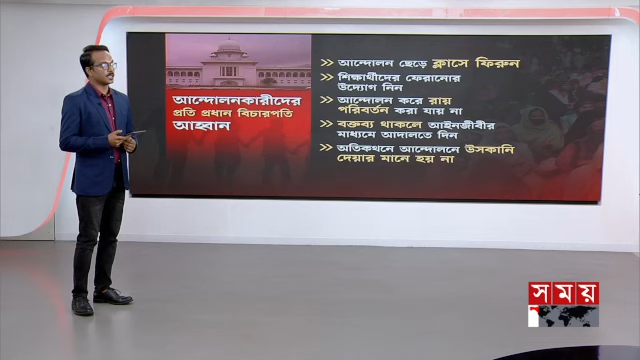 আন্দোলনকারীদের
প্রতি প্রধান বিচারপতি
আহ্বান
>> আন্দোলন ছেড়ে ক্লাসে ফিরুন
>> শিক্ষার্থীদের ফেরানোর
উদ্যোগ নিন
>> আন্দোলন করে রায়
পরিবর্তন করা যায় না
>> বক্তব্য থাকলে আইনজীবীর
মাধ্যমে আদালতে দিন
>> অতিকথনে আন্দোলনে উসকানি
দেয়ার মানে হয় না
সময়